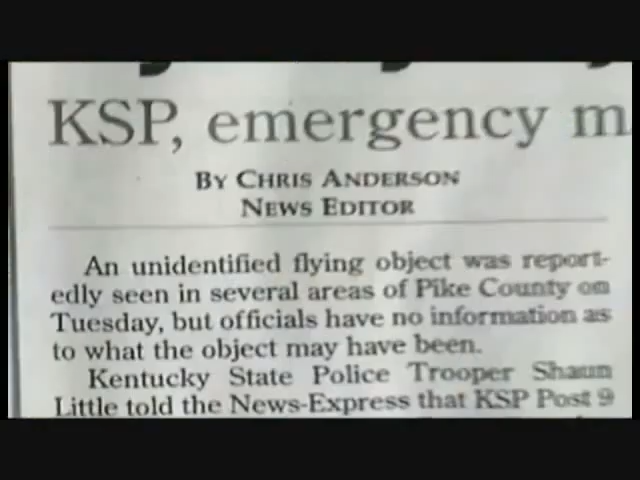 KSP, emergency m
BY CHRIS ANDERSON
NEWS EDITOR
An unidentified flying object was report-
edly seen in several areas of Pike County on
Tuesday, but officials have no information as
to what the object may have been.
Kentucky State Police Trooper Shaun
Little told the News-Express that KSP Post 9